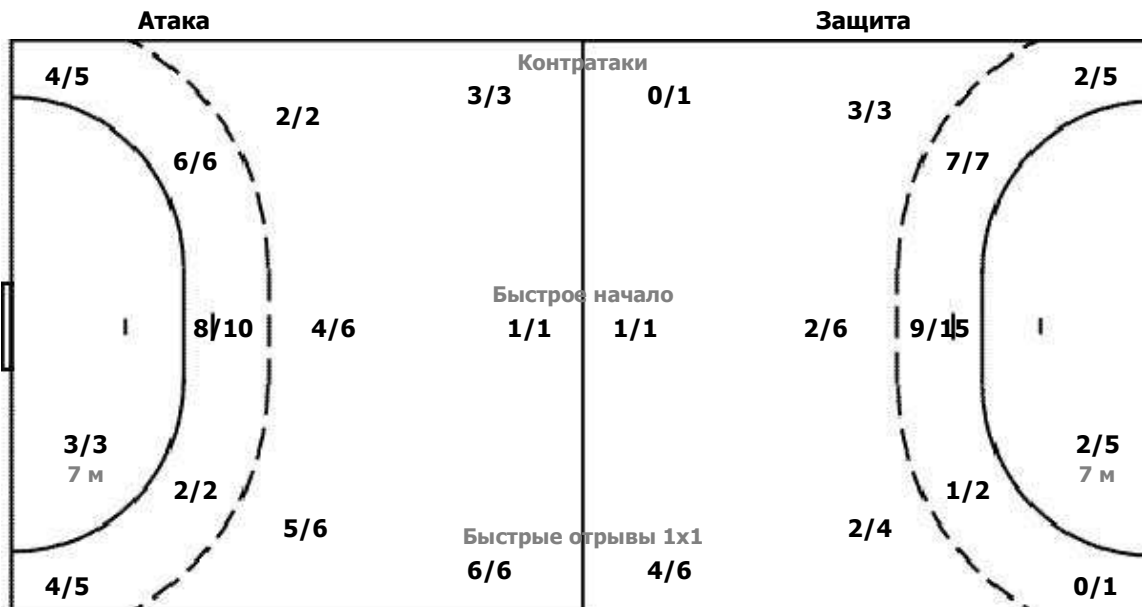 Атака Защита
Контратаки
4/5 2/2 3/3 0/1 3/3 2/5
6/6 7/7
Быстрое начало
8/10 4/6 1/1 1/1 2/6 9/15
3/3 2/5
7 м 7 м
2/2 1/2
5/6 Быстрые отрывы 1х1 2/4
4/5 6/6 4/6 0/1